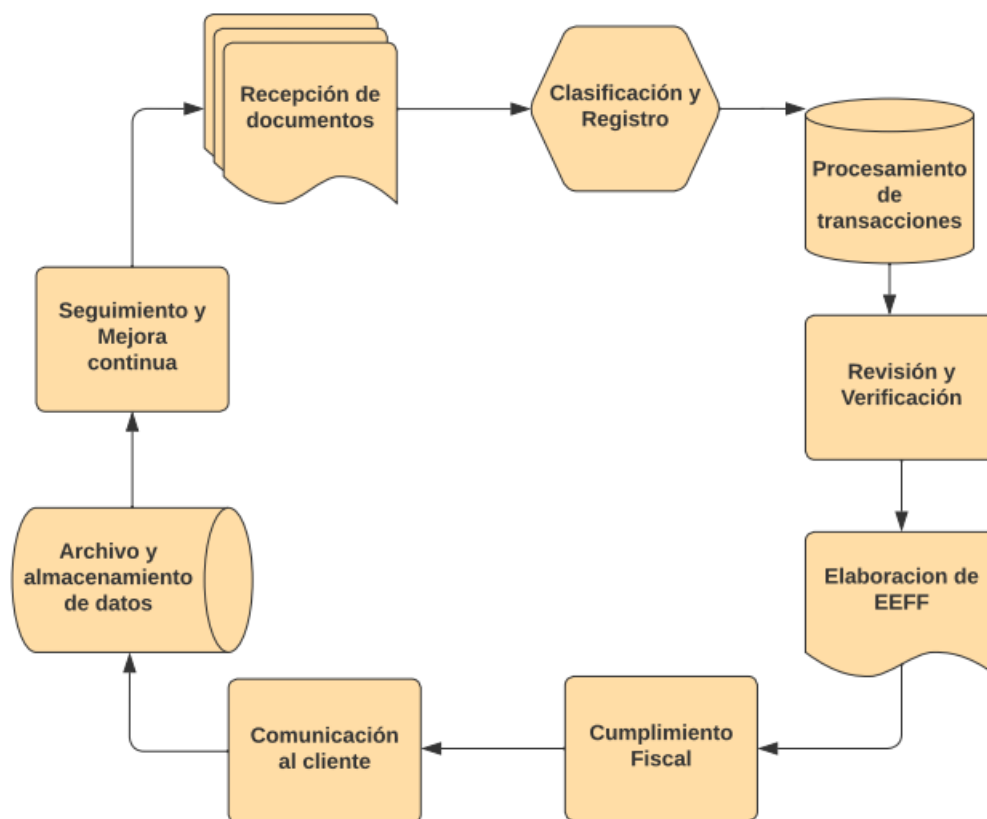 Recepción de
documentos
Clasificación y
Registro
Procesamiento
de
transacciones
Revisión y
Verificación
Elaboracion de
EEFF
Cumplimiento
Fiscal
Comunicación
al cliente
Archivo y
almacenamiento
de datos
Seguimiento y
Mejora
continua